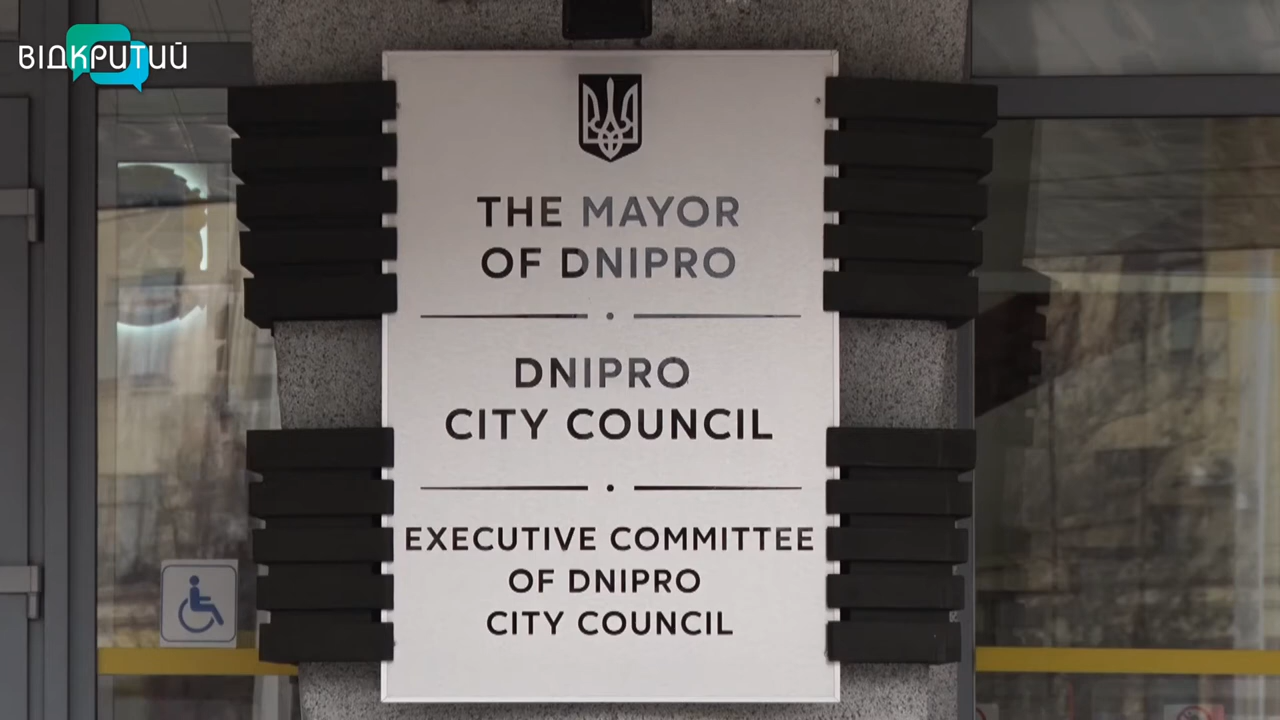 ВІДКРИТИЙ
THE MAYOR
OF DNIPRO
DNIPRO
CITY COUNCIL
EXECUTIVE COMMITTEE
OF DNIPRO
CITY COUNCIL